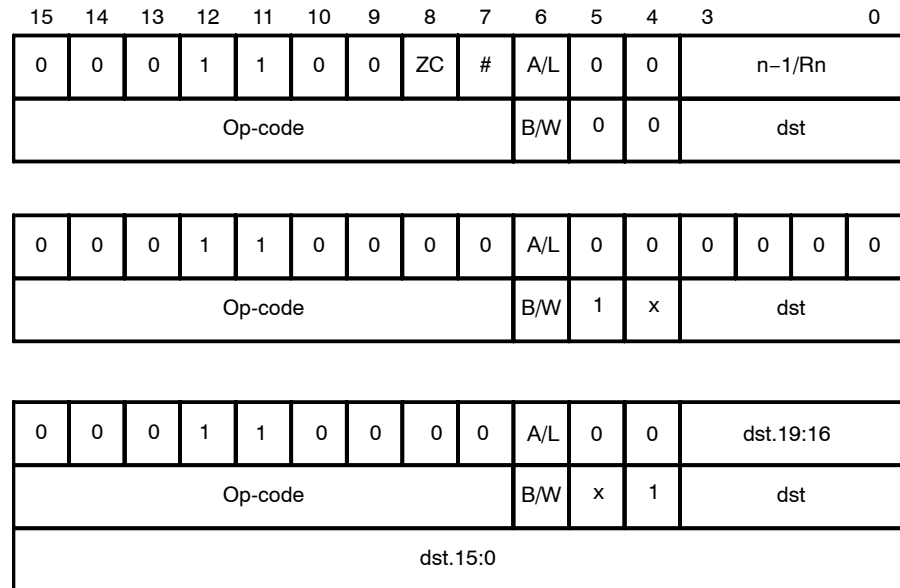 15 14 13 12 11 10 9 8 7 6 5 4 3 0
0 0 0 1 1 0 0 ZC # A/L 0 0 n−1/Rn
Op-code B/W 0 0 dst
0 0 0 1 1 0 0 0 0 A/L 0 0 0 0 0 0
Op-code B/W 1 x dst
0 0 0 1 1 0 0 0 0 A/L 0 0 dst.19:16
Op-code B/W x 1 dst
dst.15:0